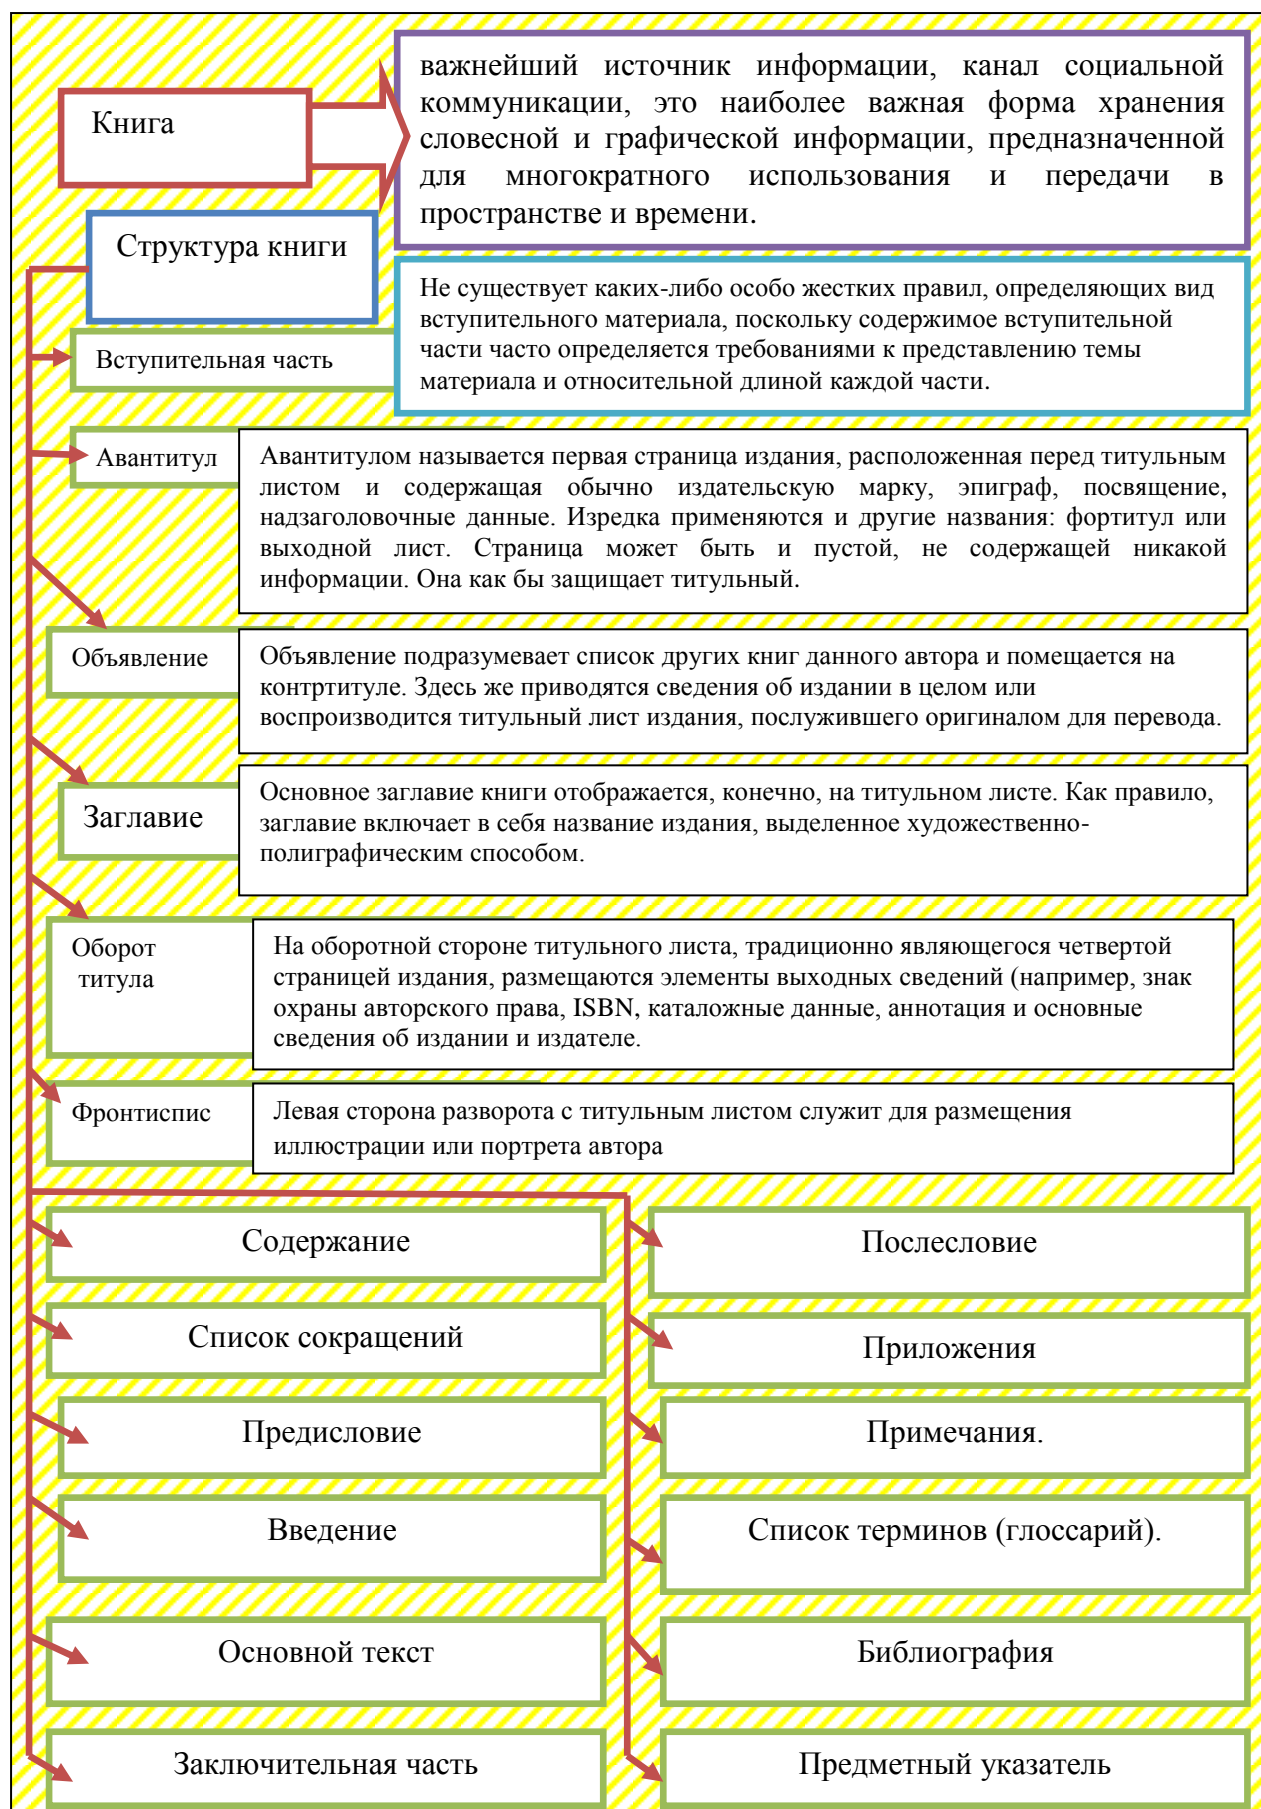 Книга
важнейший источник информации, канал социальной
коммуникации, это наиболее важная форма хранения
словесной и графической информации, предназначенной
для многократного использования и передачи в
пространстве и времени.
Структура книги
Не существует каких-либо особо жестких правил, определяющих вид
вступительного материала, поскольку содержимое вступительной
части часто определяется требованиями к представлению темы
материала и относительной длиной каждой части.
Вступительная часть
Авантитул
Авантитулом называется первая страница издания, расположенная перед титульным
листом и содержащая обычно издательскую марку, эпиграф, посвящение,
надзаголовочные данные. Изредка применяются и другие названия: фортитул или
выходной лист. Страница может быть и пустой, не содержащей никакой
информации. Она как бы защищает титульный.
Объявление
Объявление подразумевает список других книг данного автора и помещается на
контртитуле. Здесь же приводятся сведения об издании в целом или
воспроизводится титульный лист издания, послужившего оригиналом для перевода.
Заглавие
Основное заглавие книги отображается, конечно, на титульном листе. Как правило,
заглавие включает в себя название издания, выделенное художественно-
полиграфическим способом.
Оборот
титула
На оборотной стороне титульного листа, традиционно являющегося четвертой
страницей издания, размещаются элементы выходных сведений (например, знак
охраны авторского права, ISBN, каталожные данные, аннотация и основные
сведения об издании и издателе.
Фронтиспис
Левая сторона разворота с титульным листом служит для размещения
иллюстрации или портрета автора
Содержание
Послесловие
Список сокращений
Приложения
Предисловие
Примечания.
Введение
Список терминов (глоссарий).
Основной текст
Библиография
Заключительная часть
Предметный указатель